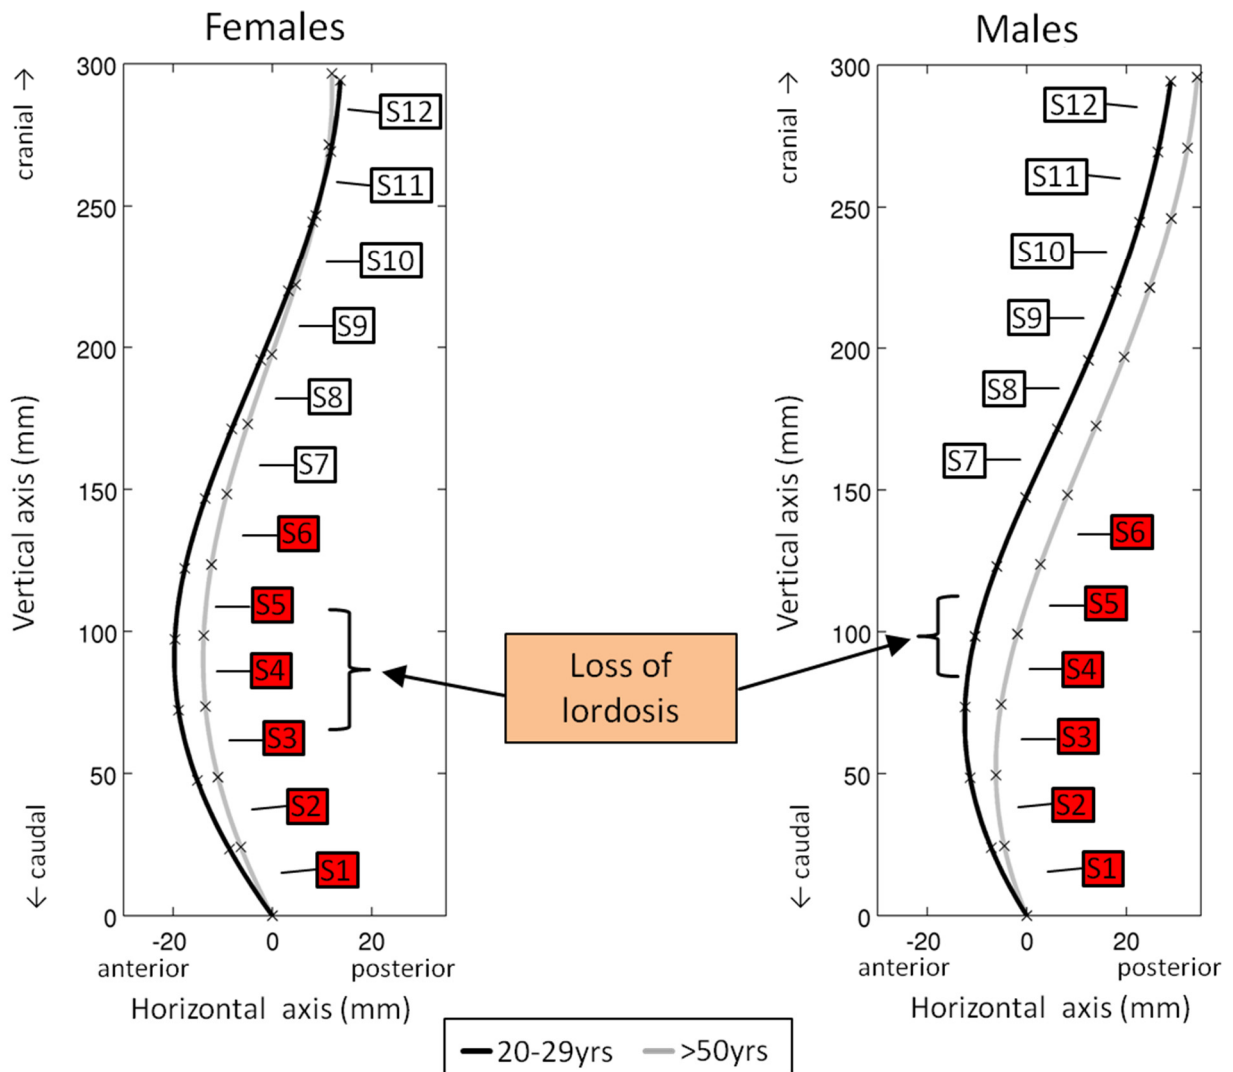 Females
Males
cranial →
300
250
200
150
100
50
0
Vertical axis (mm)
← caudal
S12
S11
S10
S9
S8
S7
S6
S5
S4
S3
S2
S1
-20
0
20
anterior
posterior
Horizontal axis (mm)
Loss of
lordosis
cranial →
300
250
200
150
100
50
0
Vertical axis (mm)
← caudal
S12
S11
S10
S9
S8
S7
S6
S5
S4
S3
S2
S1
-20
0
20
anterior
posterior
Horizontal axis (mm)
20-29yrs
>50yrs